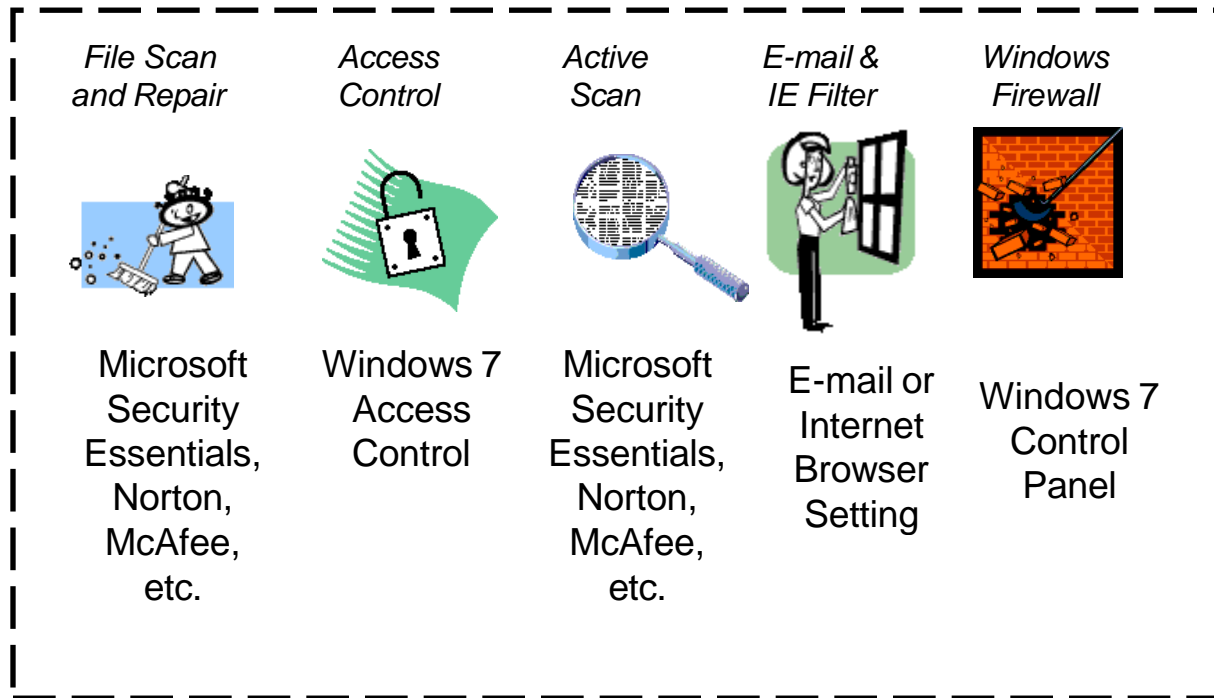 File Scan
and Repair
Access
Control
Active
Scan
E-mail &
IE Filter
Windows
Firewall
Microsoft
Security
Essentials,
Norton,
McAfee,
etc.
Windows 7
Access
Control
Microsoft
Security
Essentials,
Norton,
McAfee,
etc.
E-mail or
Internet
Browser
Setting
Windows 7
Control
Panel